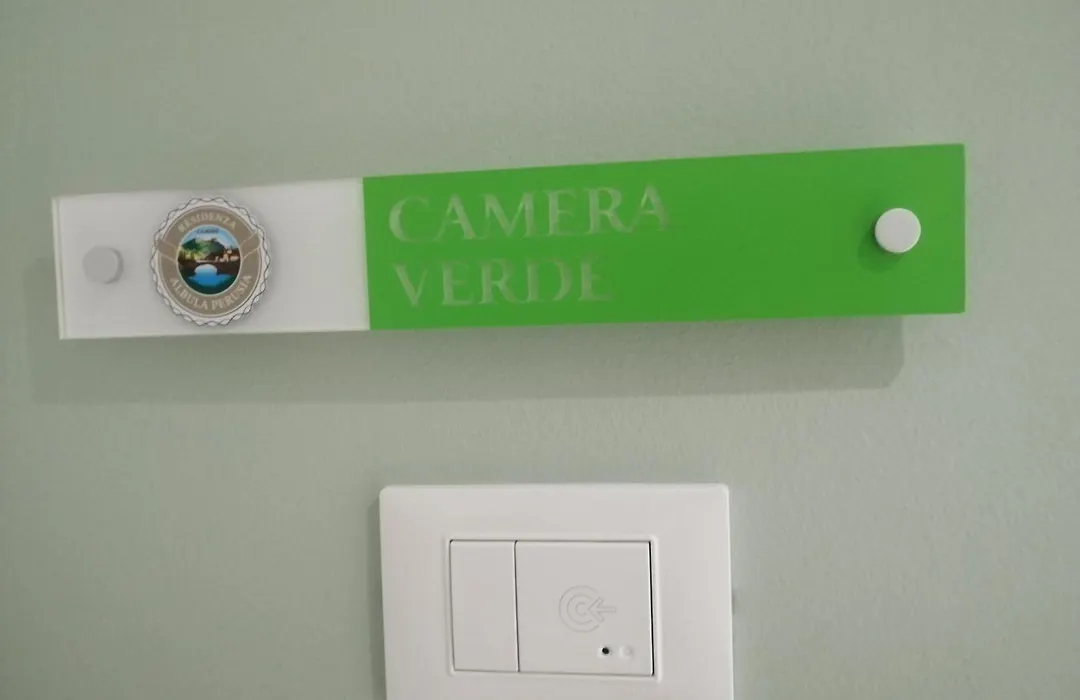 RESIDENZA
ALBULA PERUSIA
CAMERA
VERDE